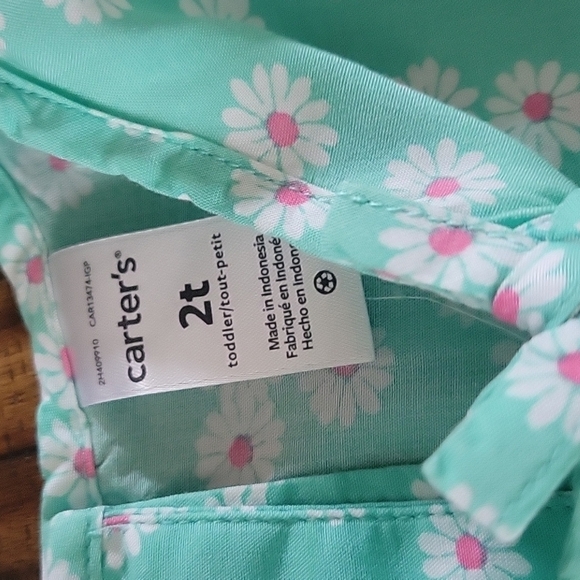 2H409910 CAR13474-IGP
carter's®
2t
toddler/tout-petit
Made in Indonesia
Fabriqué en Indoné
Hecho en Indon